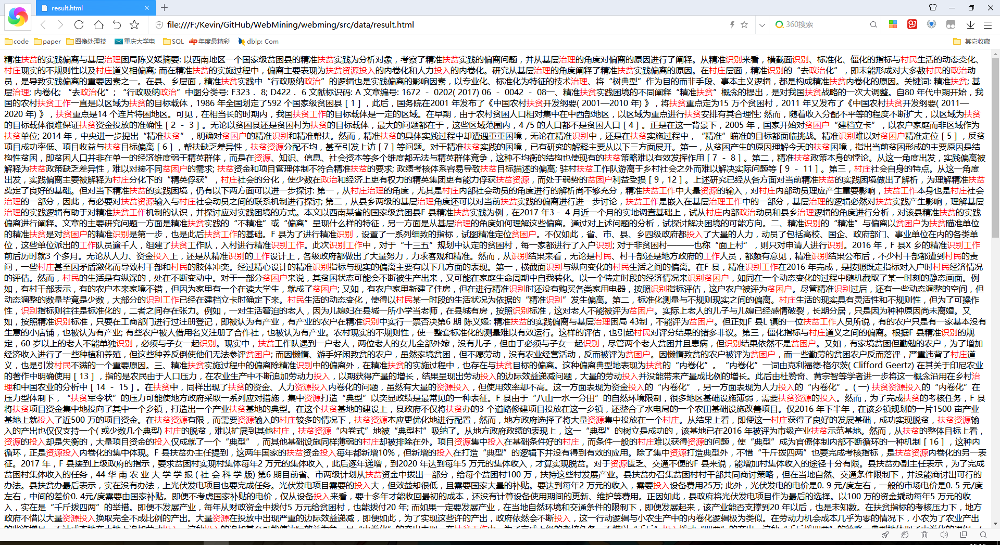 result.html
file:///F:/Kevin/GitHub/WebMining/webming/src/data/result.html
360搜索
code paper 图像处理技 重庆大学电 SQL 年度最精彩 dblp: Com 其它收藏
精准扶贫的实践偏离与基层治理困局陈义媛摘要: 以西南地区一个国家级贫困县的精准扶贫实践为分析对象，考察了精准扶贫实践的偏离问题，并从基层治理的角度对偏离的原因进行了阐释。从精准识别来看，横截面识别、标准化、僵化的指标与村民生活的动态变化、
村庄现实的不规则性以及村庄道义相偏离; 而在精准扶贫的实施过程中，偏离主要表现为扶贫资源投入的内卷化和人力投入的内卷化。研究从基层治理的角度阐释了精准扶贫实践偏离的原因。在村庄层面，精准识别的“去政治化”，即未能形成对大多数村民的政治动
员，是导致实践偏离的重要因素之一。在县、乡层面，精准扶贫实践中“行政吸纳政治”的逻辑也是实践偏离的影响因素，以专业化、标准化为特征的技术治理、将“树典型”作为目的而非手段、事本主义逻辑，都是构成精准扶贫内卷化的原因。关键词: 精准扶贫; 基
层治理; 内卷化; “去政治化”; “行政吸纳政治”中图分类号: F323．8; D422．6 文献标识码: A 文章编号: 1672 － 0202( 2017) 06 － 0042 － 08一、精准扶贫实践困境的不同阐释“精准扶贫”概念的提出，是对我国扶贫战略的一次大调整。自80 年代中期开始，我
国的农村扶贫工作一直是以区域为扶贫的目标载体，1986 年全国划定了592 个国家级贫困县［1］，此后，国务院在2001 年发布了《中国农村扶贫开发纲要( 2001—2010 年) 》，将扶贫重点定为15 万个贫困村，2011 年又发布了《中国农村扶贫开发纲要( 2011—
2020 年) 》，扶贫重点是14 个连片特困地区。可见，在相当长的时期内，我国扶贫工作的目标载体是一定的区域。在早期，由于农村贫困人口相对集中在中西部地区，以区域为重点进行扶贫安排有其合理性; 然而，随着收入分配不平等的程度不断扩大，以区域为扶贫
的目标载体很难保证扶贫资金投放的准确性［2 － 3］。无论以贫困县还是贫困村为扶贫的目标载体，最大的问题都在于，这些区域范围内，4 /5 的人口都不是贫困人口［4］。正是在这一背景下，2005 年，国家开始对贫困户“建档立卡”，以农户家庭而非区域作为
扶贫单位; 2014 年，中央进一步提出“精准扶贫”，明确对贫困户的精准识别和精准帮扶。然而，精准扶贫的具体实践过程中却遭遇重重困境，无论在精准识别中，还是在扶贫实施过程中，“精准”瞄准的目标都面临挑战。精准识别难以对贫困户精准定位［5］，反贫
项目成功率低、项目收益与扶贫目标偏离［6］，帮扶缺乏差异性，扶贫资源分配不均，甚至引发上访［7］等问题。对于精准扶贫实践的困境，已有研究的解释主要从以下三方面展开。第一，从贫困产生的原因理解今天的扶贫困境，指出当前贫困形成的主要原因是结
构性贫困，即贫困人口并非在单一的经济维度弱于精英群体，而是在资源、知识、信息、社会资本等多个维度都无法与精英群体竞争，这种不均衡的结构也使现有的扶贫策略难以有效发挥作用［7 － 8］。第二，精准扶贫政策本身的悖论。从这一角度出发，实践偏离被
解释为扶贫政策缺乏差异性，难以对接不同贫困户的需求; 扶贫资金和项目管理体制不符合精准扶贫的要求; 政绩考核体系容易导致扶贫目标描述的偏离; 驻村扶贫工作队游离于乡村社会之外而难以解决实际问题等［9 － 11］。第三，村庄社会自身的特点。从这一角度
出发，实践偏离主要被解释为村庄分化下的“精英俘获”，村庄社会的分化，使少数在政治和经济上更有权力的精英集团更有能力俘获扶贫资源，而处于弱势的贫困户利益受损［9，12］。上述研究已经从各方面对当前精准扶贫的实践困境做出了解析，为理解精准扶贫
奠定了良好的基础。但对当下精准扶贫的实践困境，仍有以下两方面可以进一步探讨: 第一，从村庄治理的角度，尤其是村庄内部社会动员的角度进行的解析尚不够充分，精准扶贫工作中大量资源的输入，对村庄内部动员理应产生重要影响，扶贫工作本身也是村庄社会
治理的一部分，因此，有必要对扶贫资源输入与村庄社会动员之间的联系机制进行探讨; 第二，从县乡两级的基层治理角度还可以对当前扶贫实践的偏离进行进一步讨论，扶贫工作是嵌入在基层治理工作中的一部分，基层治理的逻辑必然对扶贫实践产生影响，理解基层
治理的实践逻辑有助于对精准扶贫工作机制的认识，并探讨应对实践困境的方式。本文以西南某省的国家级贫困县F 县精准扶贫实践为例，在2017 年3 - 4 月近一个月的实地调查基础上，试从村庄内部政治动员和县乡治理逻辑的角度进行分析，对该县精准扶贫的实践
偏离进行阐释。文章的主要研究问题一方面是精准扶贫实践的“不精准”或“偏离”呈现什么样的特征，另一方面是从基层治理的角度如何理解这些偏离。通过对上述问题的分析，试探讨解决困境的可能方向。二、精准识别的“精准”与偏离以贫困户为扶贫瞄准单位
的精准扶贫是对贫困户的精准识别是第一步，也是此后扶贫工作的基础。F 县为了进行精准识别，设置了一系列细致的指标，试图精准定位贫困户。不仅如此，省、市、县、乡四级政府都投入了大量的人力，动员了包括高校、国企、政府部门、事业单位在内的各类单
位，这些单位派出的工作队员逾千人，组建了扶贫工作队，入村进行精准识别工作。此次识别工作中，对于“十三五”规划中认定的贫困村，每一家都进行了入户识别; 对于非贫困村———也称“面上村”，则只对申请人进行识别。2016 年，F 县X 乡的精准识别工作
前后历时就3 个多月。无论从人力、资金投入上，还是从精准识别的工作设计上，各级政府都做出了大量努力，力求客观和精准。然而，从识别结果来看，无论是村民、村干部还是地方政府的工作人员，都颇有意见，精准识别结果公布后，不少村干部都遭到村民的责
问，一些村庄甚至因矛盾激化而导致村干部和村民的肢体冲突。经过精心设计的精准识别指标与现实的偏离主要有以下几方面的表现。第一，横截面识别与纵向变化的村民生活之间的偏离。在F 县，精准识别工作在2016 年完成，是按照既定指标对入户时村民经济情况
的评估。然而，村民的生活是有纵深的，处在不断变动中。对于一部分贫困户来说，其贫困状态可能会不断被生产出来，又可能在家庭生命周期中自我转化。以一个特定时段的经济情况来识别贫困户，如同在一个动态变化的过程中随机截取了某一时刻的静态画面。例
如，有村干部表示，有的农户本来家境不错，但因为家里有一个在读大学生，就成了贫困户; 又如，有农户家里新建了住房，但在进行精准识别时还没有购买各类家用电器，按照识别指标评估，这户农户被评为贫困户。尽管精准识别过后，还有一些动态调整的空间，但
动态调整的数量毕竟是少数，大部分的识别工作已经在建档立卡时确定下来。村民生活的动态变化，使得以村民某一时段的生活状况为依据的“精准识别”发生偏离。第二，标准化测量与不规则现实之间的偏离。村庄生活的现实具有灵活性和不规则性，但为了可操作
性，识别指标则往往是标准化的，二者之间存在张力。例如，一对生活窘迫的老人，因为儿媳妇在县城一所小学当老师，在县城有房，按照识别标准，这对老人不能被评为贫困户。实际上老人的儿子与儿媳已经感情破裂，长期分居，只是因为种种原因尚未离婚。又
如，按照精准识别标准，只要在工商部门进行过注册登记，即被认为有产业，有产业的农户在精准识别中实行一票否决第6 期 陈义媛: 精准扶贫的实践偏离与基层治理困局 43制，不能评为贫困户。但正如F 县L 镇的一位扶贫工作人员所说，有的农户只是有一家基本没有
生意的小店铺，也被认为有产业; 有些农户被人借用名义注册了合作社，也被认为有产业。农村现实的不规则性，使一整套标准化的测量难以有效运行。这样的评估，也引起村民对评分结果的诸多非议。第三，僵化指标与村庄道义之间的偏离。根据F 县精准识别的规
定，60 岁以上的老人不能单独识别，必须与子女一起识别。现实中，扶贫工作队遇到一户老人，两位老人的女儿全部外嫁，没有儿子，但由于必须与子女一起识别，尽管两个老人贫困并且患病，但识别结果依然不是贫困户。又如，有家境贫困但勤勉的农户，为了增加
经济收入进行了一些种植和养殖，但这些种养反倒使他们无法参评贫困户; 而因懒惰、游手好闲致贫的农户，虽然家境贫困，但不愿劳动，没有农业经营活动，反而被评为贫困户。因懒惰致贫的农户被评为贫困户，而一些勤劳的贫困农户反而落评，严重违背了村庄道
义，也是引发村民不满的一个重要原因。三、精准扶贫实施过程中的偏离除精准识别中的偏离外，在精准扶贫的实施过程中，也存在与扶贫目标的偏离。这种偏离典型地表现为扶贫的“内卷化”。“内卷化”一词由克利福德·格尔茨( Clifford Geertz) 在其关于印尼农业
的著作中明确使用［13］，指的是农民由于人口压力，在农业生产中不断追加劳动力投入，以期获得产量的增长，结果呈现出劳动投入的边际效益递减问题，大量的劳动投入并没能带来产量成比例的增长。此后由杜赞奇、黄宗智等学者进一步将这一概念沿用在乡村治
理和中国农业的分析中［14 － 15］。在扶贫中，同样出现了扶贫的资金、人力资源投入内卷化的问题，虽然有大量的资源投入，但使用效率却不高。这一方面表现为资金投入的“内卷化”，另一方面表现为人力投入的“内卷化”。( 一) 扶贫资源投入的“内卷化”在
压力型体制下，“扶贫军令状”的压力可能使地方政府采取一系列应对措施，集中资源打造“典型”以突显政绩是最常见的一种表征。F 县由于“八山一水一分田”的自然环境限制，很多地区基础设施薄弱，需要扶贫资源的投入。然而，为了完成扶贫的考核任务，F 县
将扶贫项目资金集中地投向了其中一个乡镇，打造出一个产业扶贫基地的典型。在这个扶贫基地的建设上，县政府不仅将扶贫办的3 个道路修建项目投放在这一乡镇，还整合了水电局的一个农田基础设施改善项目。仅2016 年下半年，在该乡镇规划的一片1500 亩产业
基地上就投入了近500 万的项目资金。在扶贫资源有限，而需要资源输入的村庄较多的情况下，扶贫资源本应更优化地进行配置，然而，地方政府选择了将大量资源集中投放在一个村庄。从结果上看，即便这一村庄获得了良好的发展基础，成功实现脱贫，扶贫资源输
入的产出也仅仅支持一个( 或少数几个典型) 村庄的脱贫，难以扩展到其他村庄，扶贫资源“内卷式”地被“典型村”吸纳了。从地方政府政绩的表现上，这一“典型”的树立是成功的，该基地已在2016 年被评为市级产业扶贫示范基地。然而，从扶贫的整体目标上看，
资源的投入却是失衡的，大量项目资金的投入仅成就了一个“典型”，而其他基础设施同样薄弱的村庄却被排除在外。项目资源集中投入在基础条件好的村庄，而条件一般的村庄难以获得资源的问题，使“典型”成为官僚体制内部不断循环的一种机制［16］，这种内
循环，正是资源投入内卷化的集中体现。F 县扶贫办主任提到，这两年国家的扶贫资金投入每年都新增10%，但新增的投入在打造“典型”的逻辑下并没有得到有效的应用。除了集中资源打造典型外，不惜“千斤拨四两”也要完成考核指标，是扶贫资源内卷化的另一表
征。2017 年，F 县接到上级政府的指示，要求贫困村实现村集体每年2 万元的集体收入，此后逐年递增，到2020 年达到每年5 万元的集体收入，才算实现脱贫。对于资源匮乏、交通不便的F 县来说，能增加村集体收入的途径十分有限。县扶贫办副主任表示，为了完成
贫困村集体收入的任务，44 华 南 农 业 大 学 学 报 ( 社 会 科 学 版) 第6 期目前省、市两级计划从扶贫资金中拨出一部分，给每个贫困村100 万，扶持这些村发展产业。县扶贫办召集贫困村村干部共同商讨策略，但在当地自然、交通条件限制下，并没能商讨出可行的
办法。县扶贫办最后表示，实在没有办法，上光伏发电项目也要完成任务。光伏发电项目需要的投入大，但效益却很低，且需要国家大量的补贴。要达到每年2 万元的收入，需要投入设备费用25万; 此外，光伏发电的电价是0. 9 元/度左右，一般的市场电价是0. 5 元/度
左右，中间的差价0. 4元/度需要由国家补贴。即便不考虑国家补贴的电价，仅从设备投入来看，要十多年才能收回最初的成本，还没有计算设备使用期间的更新、维护等费用。正因如此，县政府将光伏发电项目作为最后的选择。以100 万的资金撬动每年5 万元的收
入，实在是“千斤拨四两”的举措。即便不发展产业，每年从财政资金中拨付5 万元给贫困村，也能拨付20 年; 而如果一定要发展产业，在当地自然环境和交通条件的限制下，即便发展起来，该产业能否支撑到20 年以后，也是未知数。在扶贫指标的考核压力下，地方
政府不惜以大量资源投入换取完全不成比例的产出。大量资源在投放中出现严重的边际效益递减，即便如此，为了实现这些许的产出，政府依然会不断投入，这一行动逻辑与小农生产中的内卷化逻辑极为类似。在劳动力机会成本几乎为零的情况下，小农为了农业产出